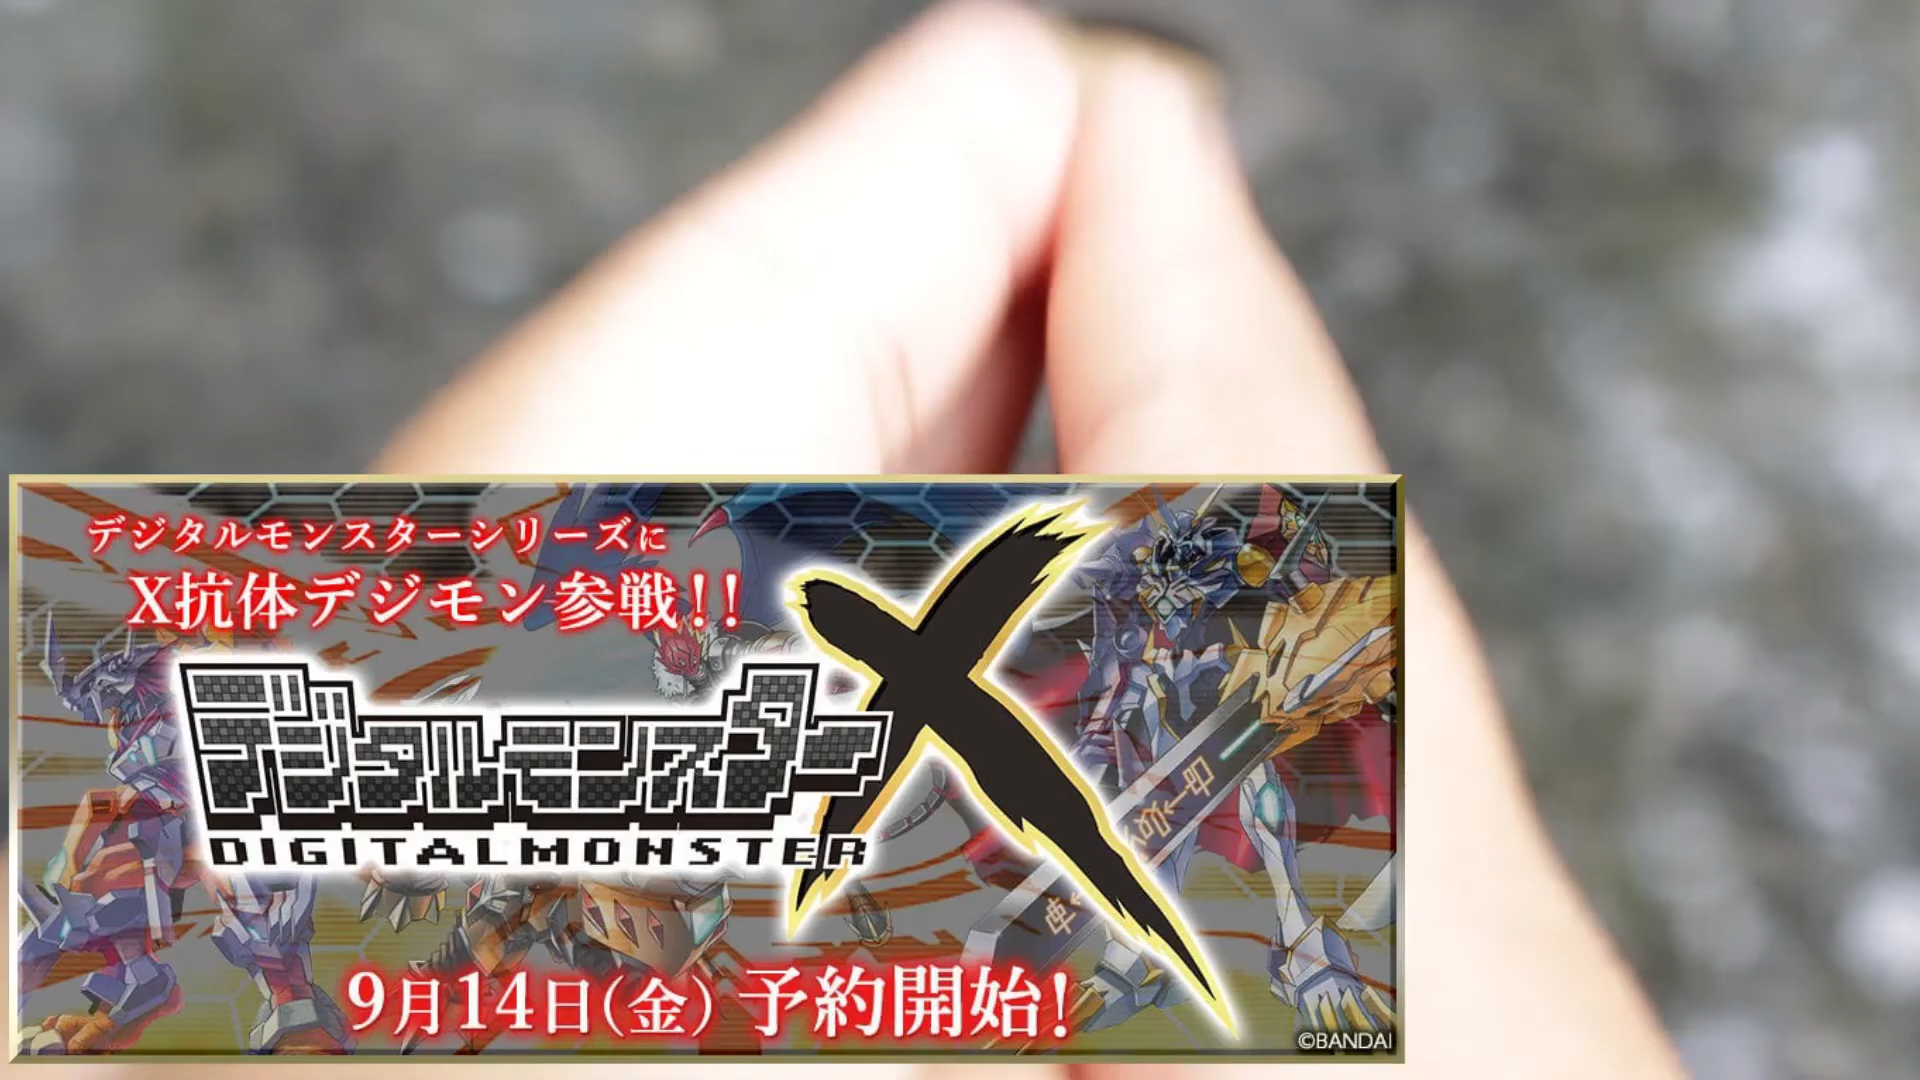 デジタルモンスターシリーズに
X抗体デジモン参戦!!
デジタルモンスターX
DIGITALMONSTER
9月14日(金) 予約開始!
©BANDAI